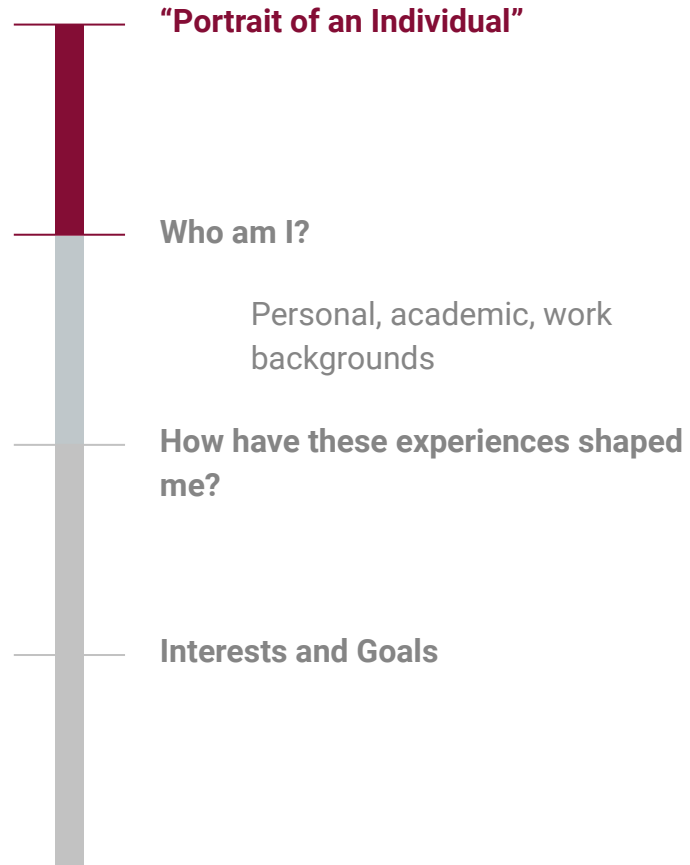 “Portrait of an Individual”
Who am I?
Personal, academic, work
backgrounds
How have these experiences shaped
me?
Interests and Goals